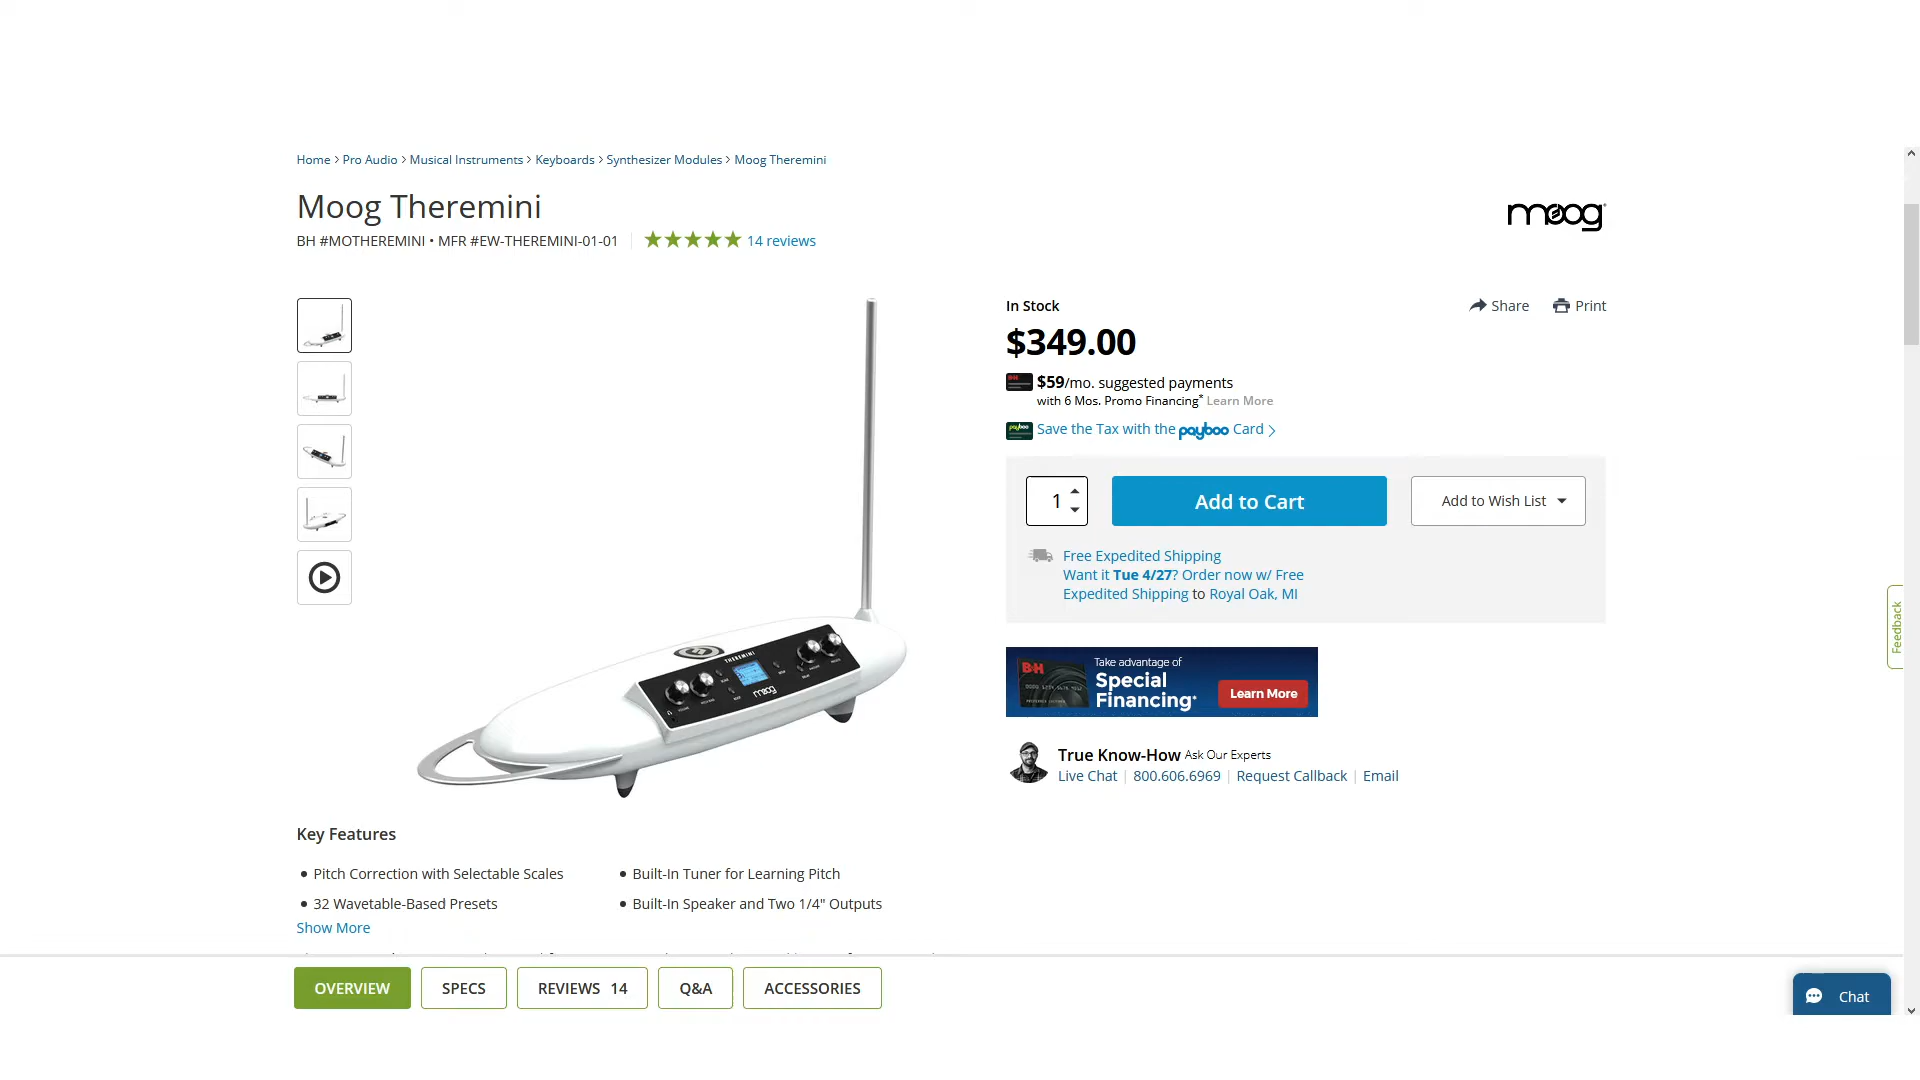 Home > Pro Audio > Musical Instruments > Keyboards > Synthesizer Modules > Moog Theremini
Moog Theremini
moog
BH #MOTHEREMINI • MFR #EW-THEREMINI-01-01
14 reviews
In Stock
Share
Print
$349.00
$59/mo. suggested payments
with 6 Mos. Promo Financing* Learn More
Save the Tax with the payboo Card >
1
Add to Cart
Add to Wish List
Free Expedited Shipping
Want it Tue 4/27? Order now w/ Free
Expedited Shipping to Royal Oak, MI
Feedback
THEREMINI
moog
B&H
Take advantage of
Special
Financing*
Learn More
True Know-How Ask Our Experts
Live Chat | 800.606.6969 | Request Callback | Email
Key Features
• Pitch Correction with Selectable Scales
• Built-In Tuner for Learning Pitch
• 32 Wavetable-Based Presets
• Built-In Speaker and Two 1/4" Outputs
Show More
OVERVIEW
SPECS
REVIEWS 14
Q&A
ACCESSORIES
Chat